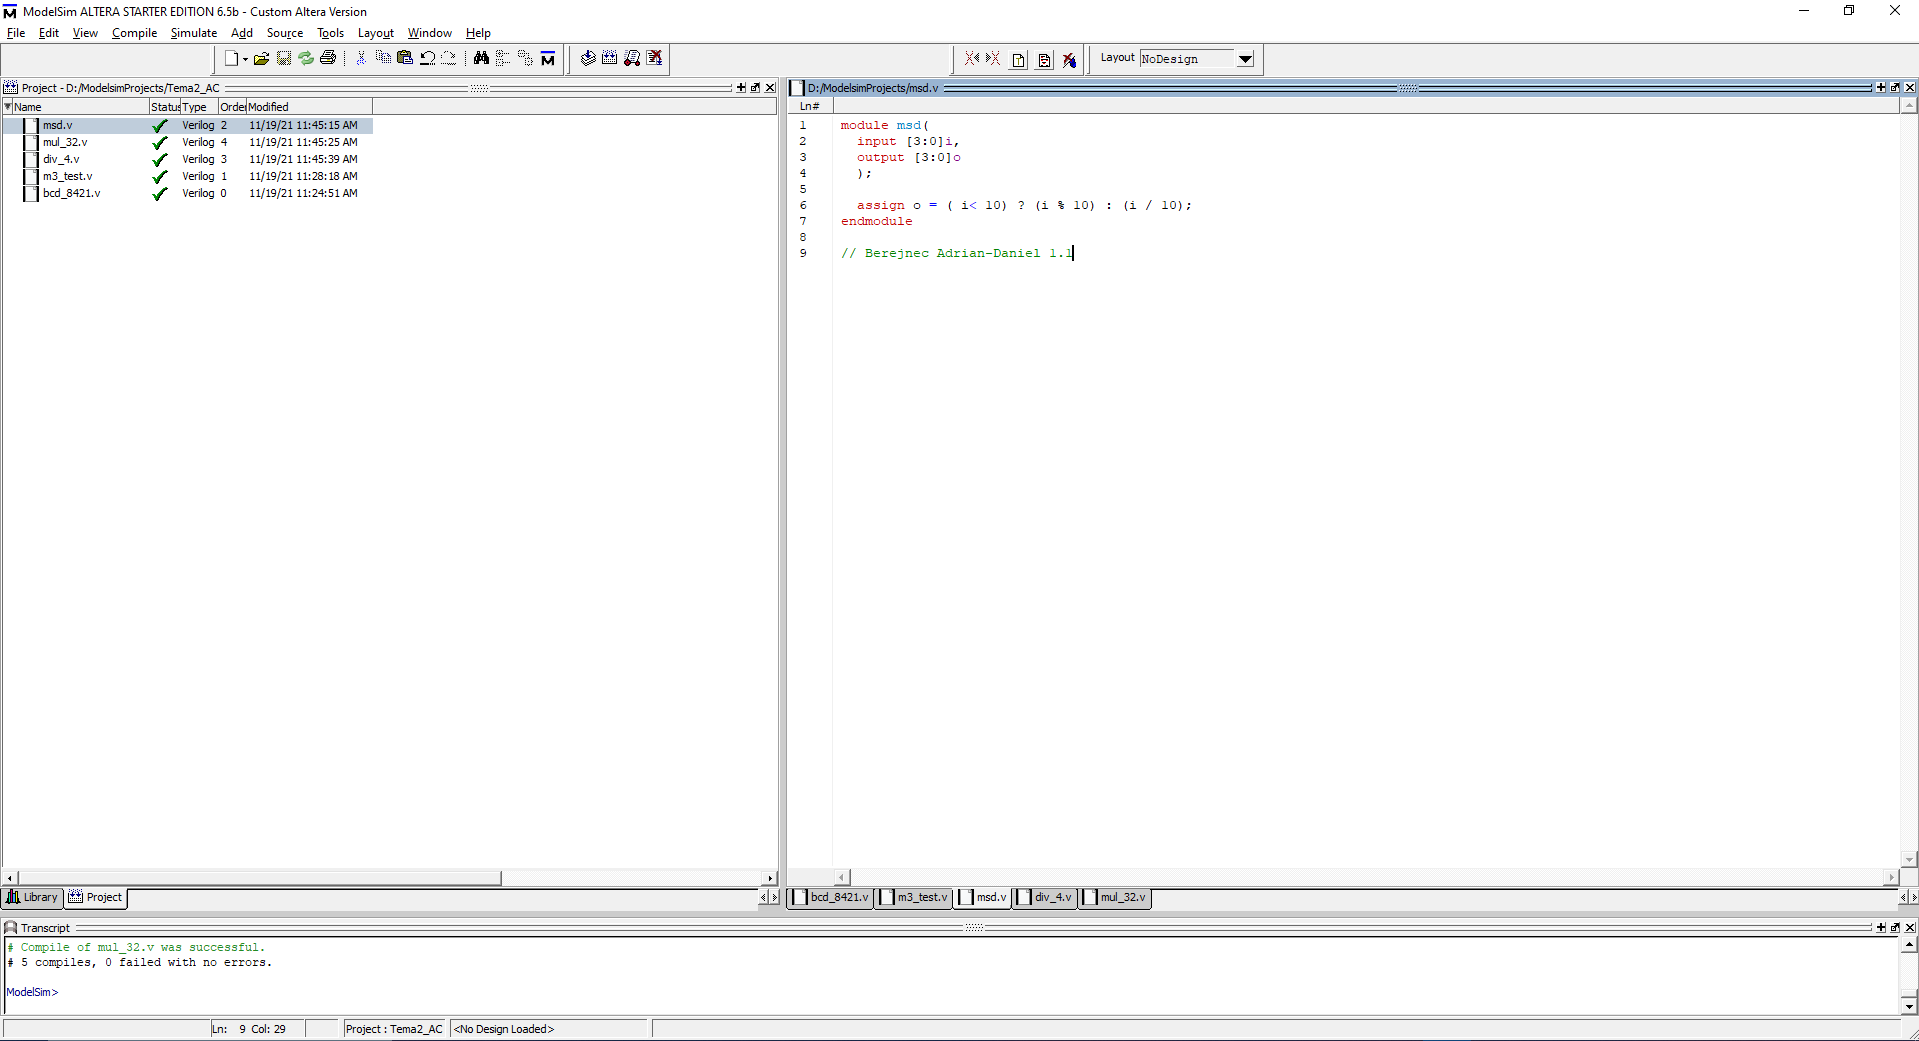 ModelSim ALTERA STARTER EDITION 6.5b - Custom Altera Version
File Edit View Compile Simulate Add Source Tools Layout Window Help
Layout NoDesign
Project - D:/ModelsimProjects/Tema2_AC
Name Status Type Order Modified
msd.v Verilog 2 11/19/21 11:45:15 AM
mul_32.v Verilog 4 11/19/21 11:45:25 AM
div_4.v Verilog 3 11/19/21 11:45:39 AM
m3_test.v Verilog 1 11/19/21 11:28:18 AM
bcd_8421.v Verilog 0 11/19/21 11:24:51 AM
Library Project
D:/ModelsimProjects/msd.v
Ln#
1 module msd(
2 input [3:0]i,
3 output [3:0]o
4 );
5
6 assign o = ( i< 10) ? (i % 10) : (i / 10);
7 endmodule
8
9 // Berejnec Adrian-Daniel 1.1
bcd_8421.v m3_test.v msd.v div_4.v mul_32.v
Transcript
# Compile of mul_32.v was successful.
# 5 compiles, 0 failed with no errors.
ModelSim>
Ln: 9 Col: 29 Project : Tema2_AC <No Design Loaded>